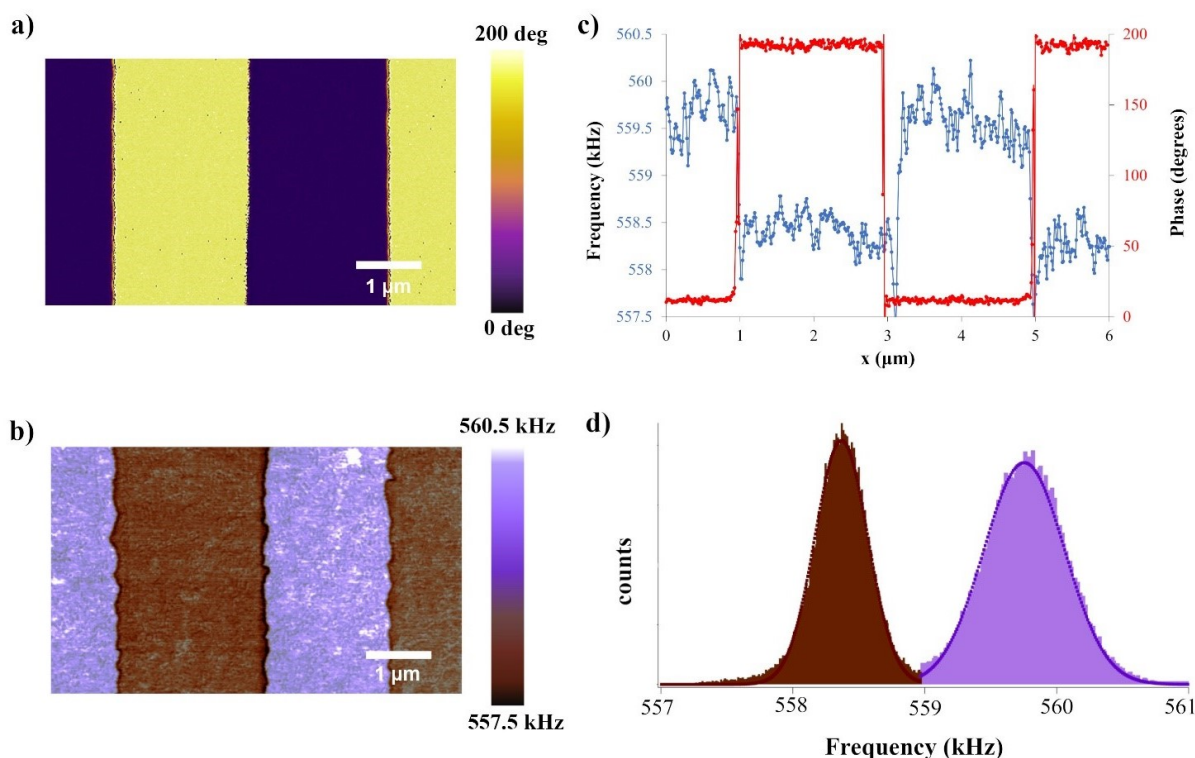 a)
200 deg
1 µm
0 deg
b)
560.5 kHz
1 µm
557.5 kHz
c)
Frequency (kHz)
560.5
560
559.5
559
558.5
558
557.5
200
150
100
50
0
Phase (degrees)
0 1 2 3 4 5 6
x (µm)
d)
counts
557 558 559 560 561
Frequency (kHz)